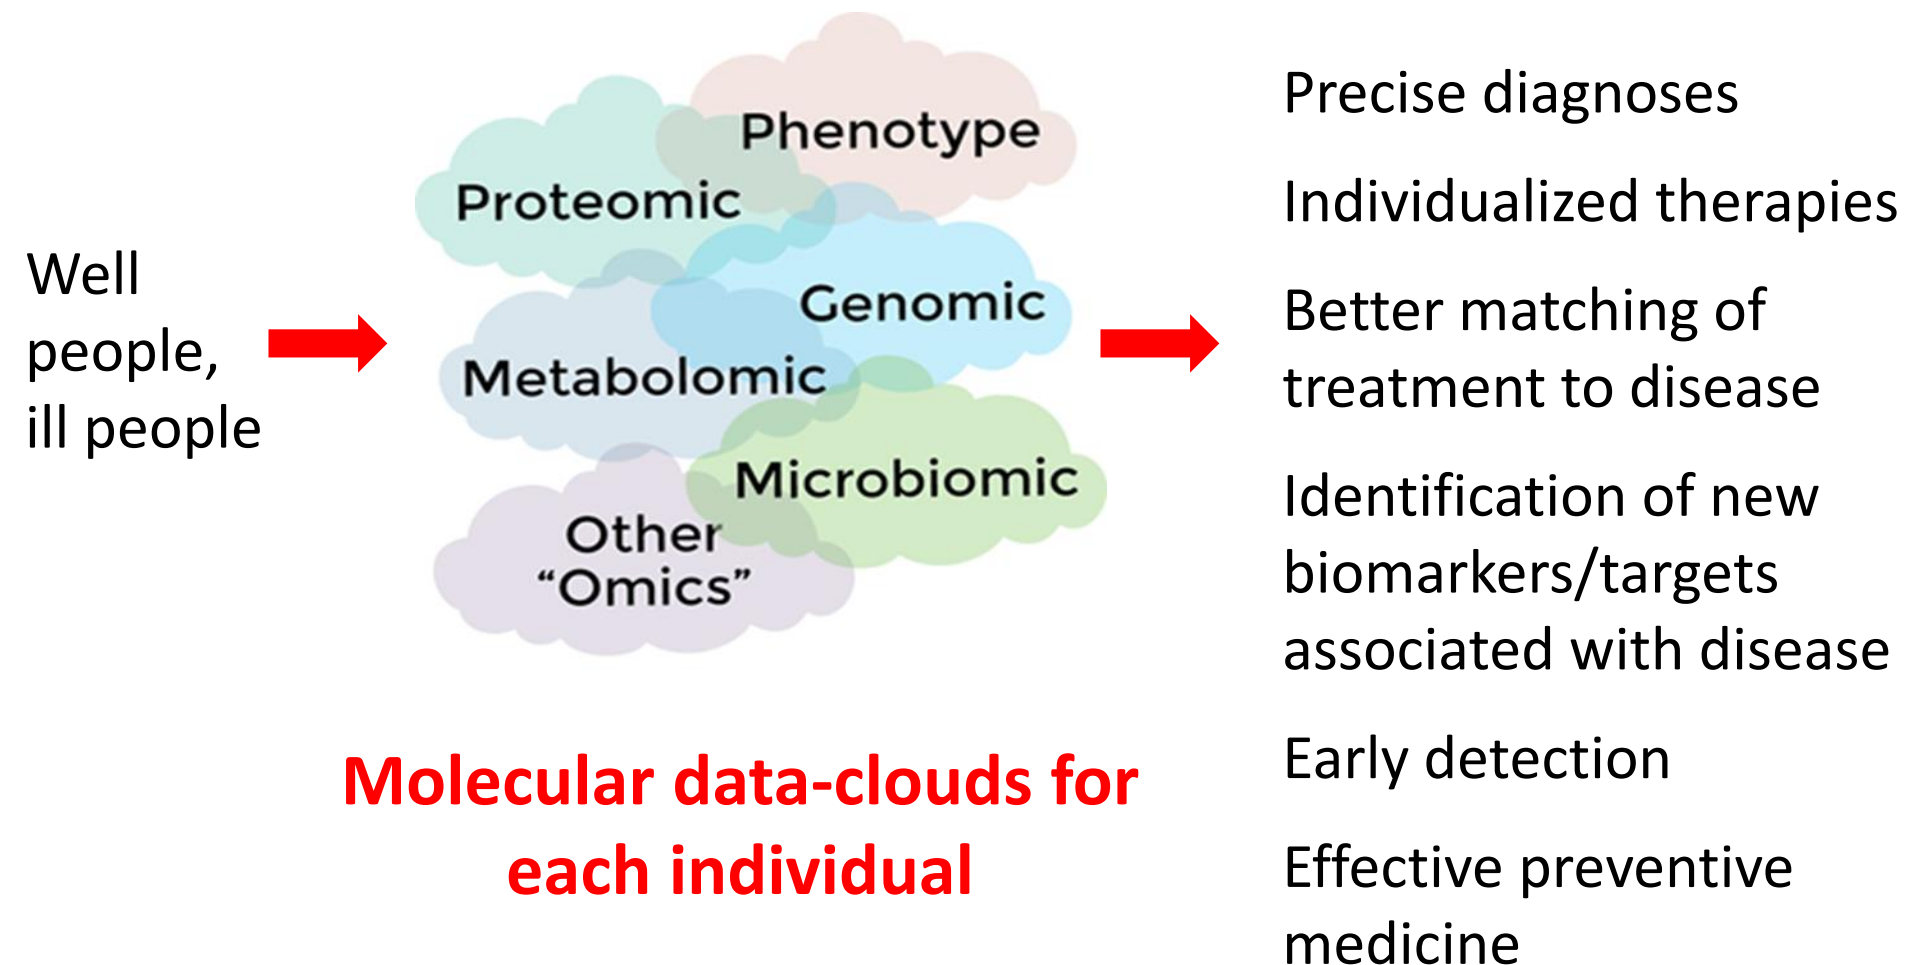 Well
people,
ill people
Phenotype
Proteomic
Genomic
Metabolomic
Microbiomic
Other
“Omics”
Molecular data-clouds for
each individual
Precise diagnoses
Individualized therapies
Better matching of
treatment to disease
Identification of new
biomarkers/targets
associated with disease
Early detection
Effective preventive
medicine